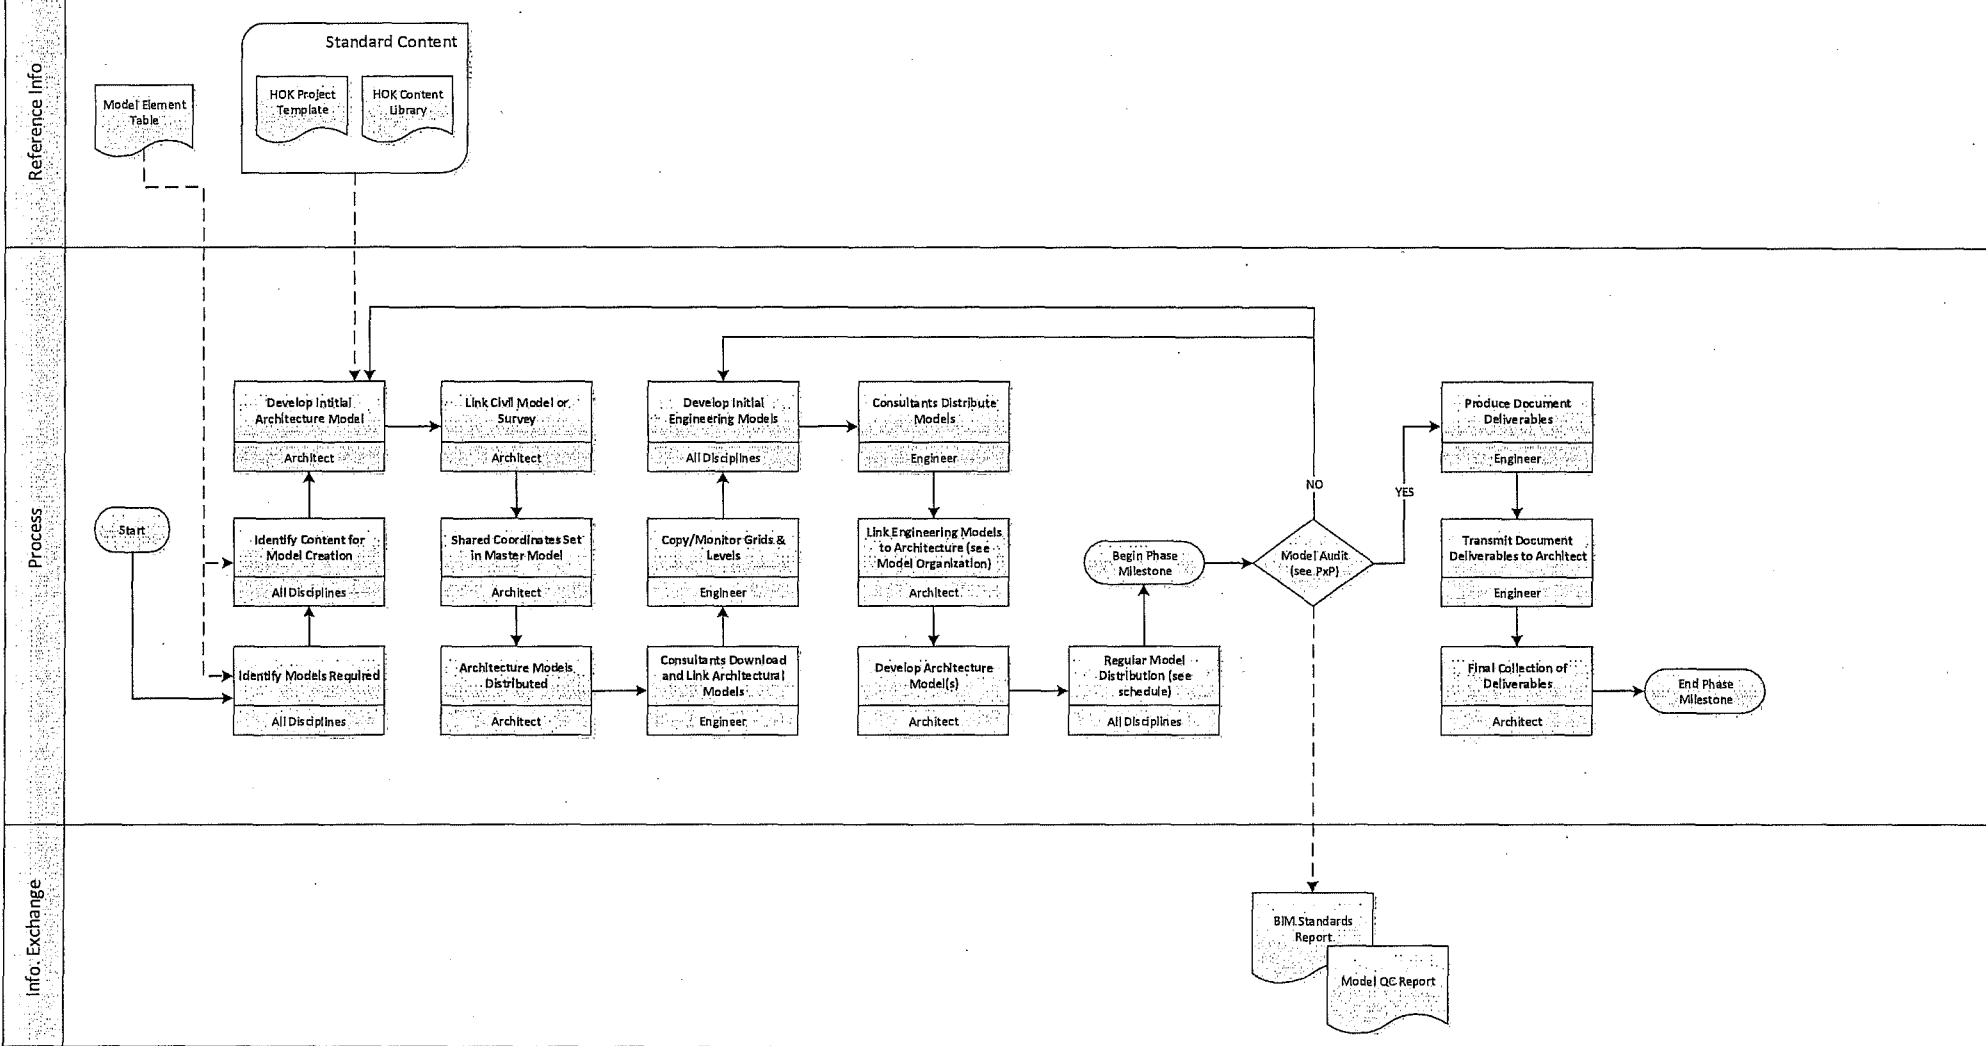 Reference Info
Standard Content
HOK Project
Template
HOK Content
Library
Model Element
Table
Process
Start
Develop Intitial
Architecture Model
Architect
Identify Content for
Model Creation
All Disciplines
Identify Models Required
All Disciplines
Link Civil Model or
Survey
Architect
Shared Coordinates Set
in Master Model
Architect
Architecture Models
Distributed
Architect
Develop Initial
Engineering Models
All Disciplines
Copy/Monitor Grids &
Levels
Engineer
Consultants Download
and Link Architectural
Models
Engineer
Consultants Distribute
Models
Engineer
Link Engineering Models
to Architecture (see
Model Organization)
Architect
Develop Architecture
Model(s)
Architect
Regular Model
Distribution (see
schedule)
All Disciplines
Begin Phase
Milestone
Model Audit
(see PxP)
NO
YES
Produce Document
Deliverables
Engineer
Transmit Document
Deliverables to Architect
Engineer
Final Collection of
Deliverables
Architect
End Phase
Milestone
Info. Exchange
BIM Standards
Report
Model QC Report